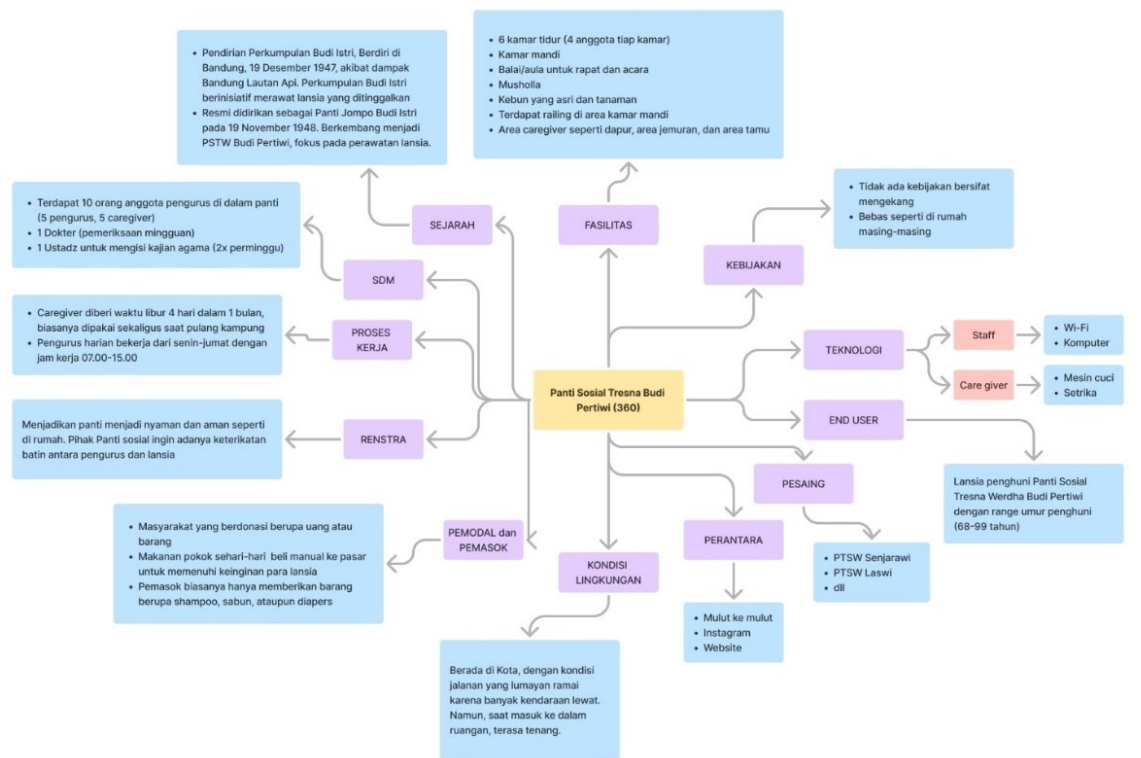 • Pendirian Perkumpulan Budi Istri, Berdiri di
Bandung, 19 Desember 1947, akibat dampak
Bandung Lautan Api. Perkumpulan Budi Istri
berinisiatif merawat lansia yang ditinggalkan
• Resmi didirikan sebagai Panti Jompo Budi Istri
pada 19 November 1948. Berkembang menjadi
PSTW Budi Pertiwi, fokus pada perawatan lansia.
• 6 kamar tidur (4 anggota tiap kamar)
• Kamar mandi
• Balai/aula untuk rapat dan acara
• Musholla
• Kebun yang asri dan tanaman
• Terdapat railing di area kamar mandi
• Area caregiver seperti dapur, area jemuran, dan area tamu
• Tidak ada kebijakan bersifat
mengekang
• Bebas seperti di rumah
masing-masing
• Terdapat 10 orang anggota pengurus di dalam panti
(5 pengurus, 5 caregiver)
• 1 Dokter (pemeriksaan mingguan)
• 1 Ustadz untuk mengisi kajian agama (2x perminggu)
SEJARAH
FASILITAS
KEBIJAKAN
SDM
• Caregiver diberi waktu libur 4 hari dalam 1 bulan,
biasanya dipakai sekaligus saat pulang kampung
• Pengurus harian bekerja dari senin-jumat dengan
jam kerja 07.00-15.00
PROSES
KERJA
TEKNOLOGI
Staff
• Wi-Fi
• Komputer
Care giver
• Mesin cuci
• Setrika
Panti Sosial Tresna Budi
Pertiwi (360)
END USER
Menjadikan panti menjadi nyaman dan aman seperti
di rumah. Pihak Panti sosial ingin adanya keterikatan
batin antara pengurus dan lansia
RENSTRA
PESAING
Lansia penghuni Panti Sosial
Tresna Werdha Budi Pertiwi
dengan range umur penghuni
(68-99 tahun)
• Masyarakat yang berdonasi berupa uang atau
barang
• Makanan pokok sehari-hari beli manual ke pasar
untuk memenuhi keinginan para lansia
• Pemasok biasanya hanya memberikan barang
berupa shampoo, sabun, ataupun diapers
PEMODAL dan
PEMASOK
KONDISI
LINGKUNGAN
PERANTARA
• PTSW Senjarawi
• PTSW Laswi
• dll
• Mulut ke mulut
• Instagram
• Website
Berada di Kota, dengan kondisi
jalanan yang lumayan ramai
karena banyak kendaraan lewat.
Namun, saat masuk ke dalam
ruangan, terasa tenang.